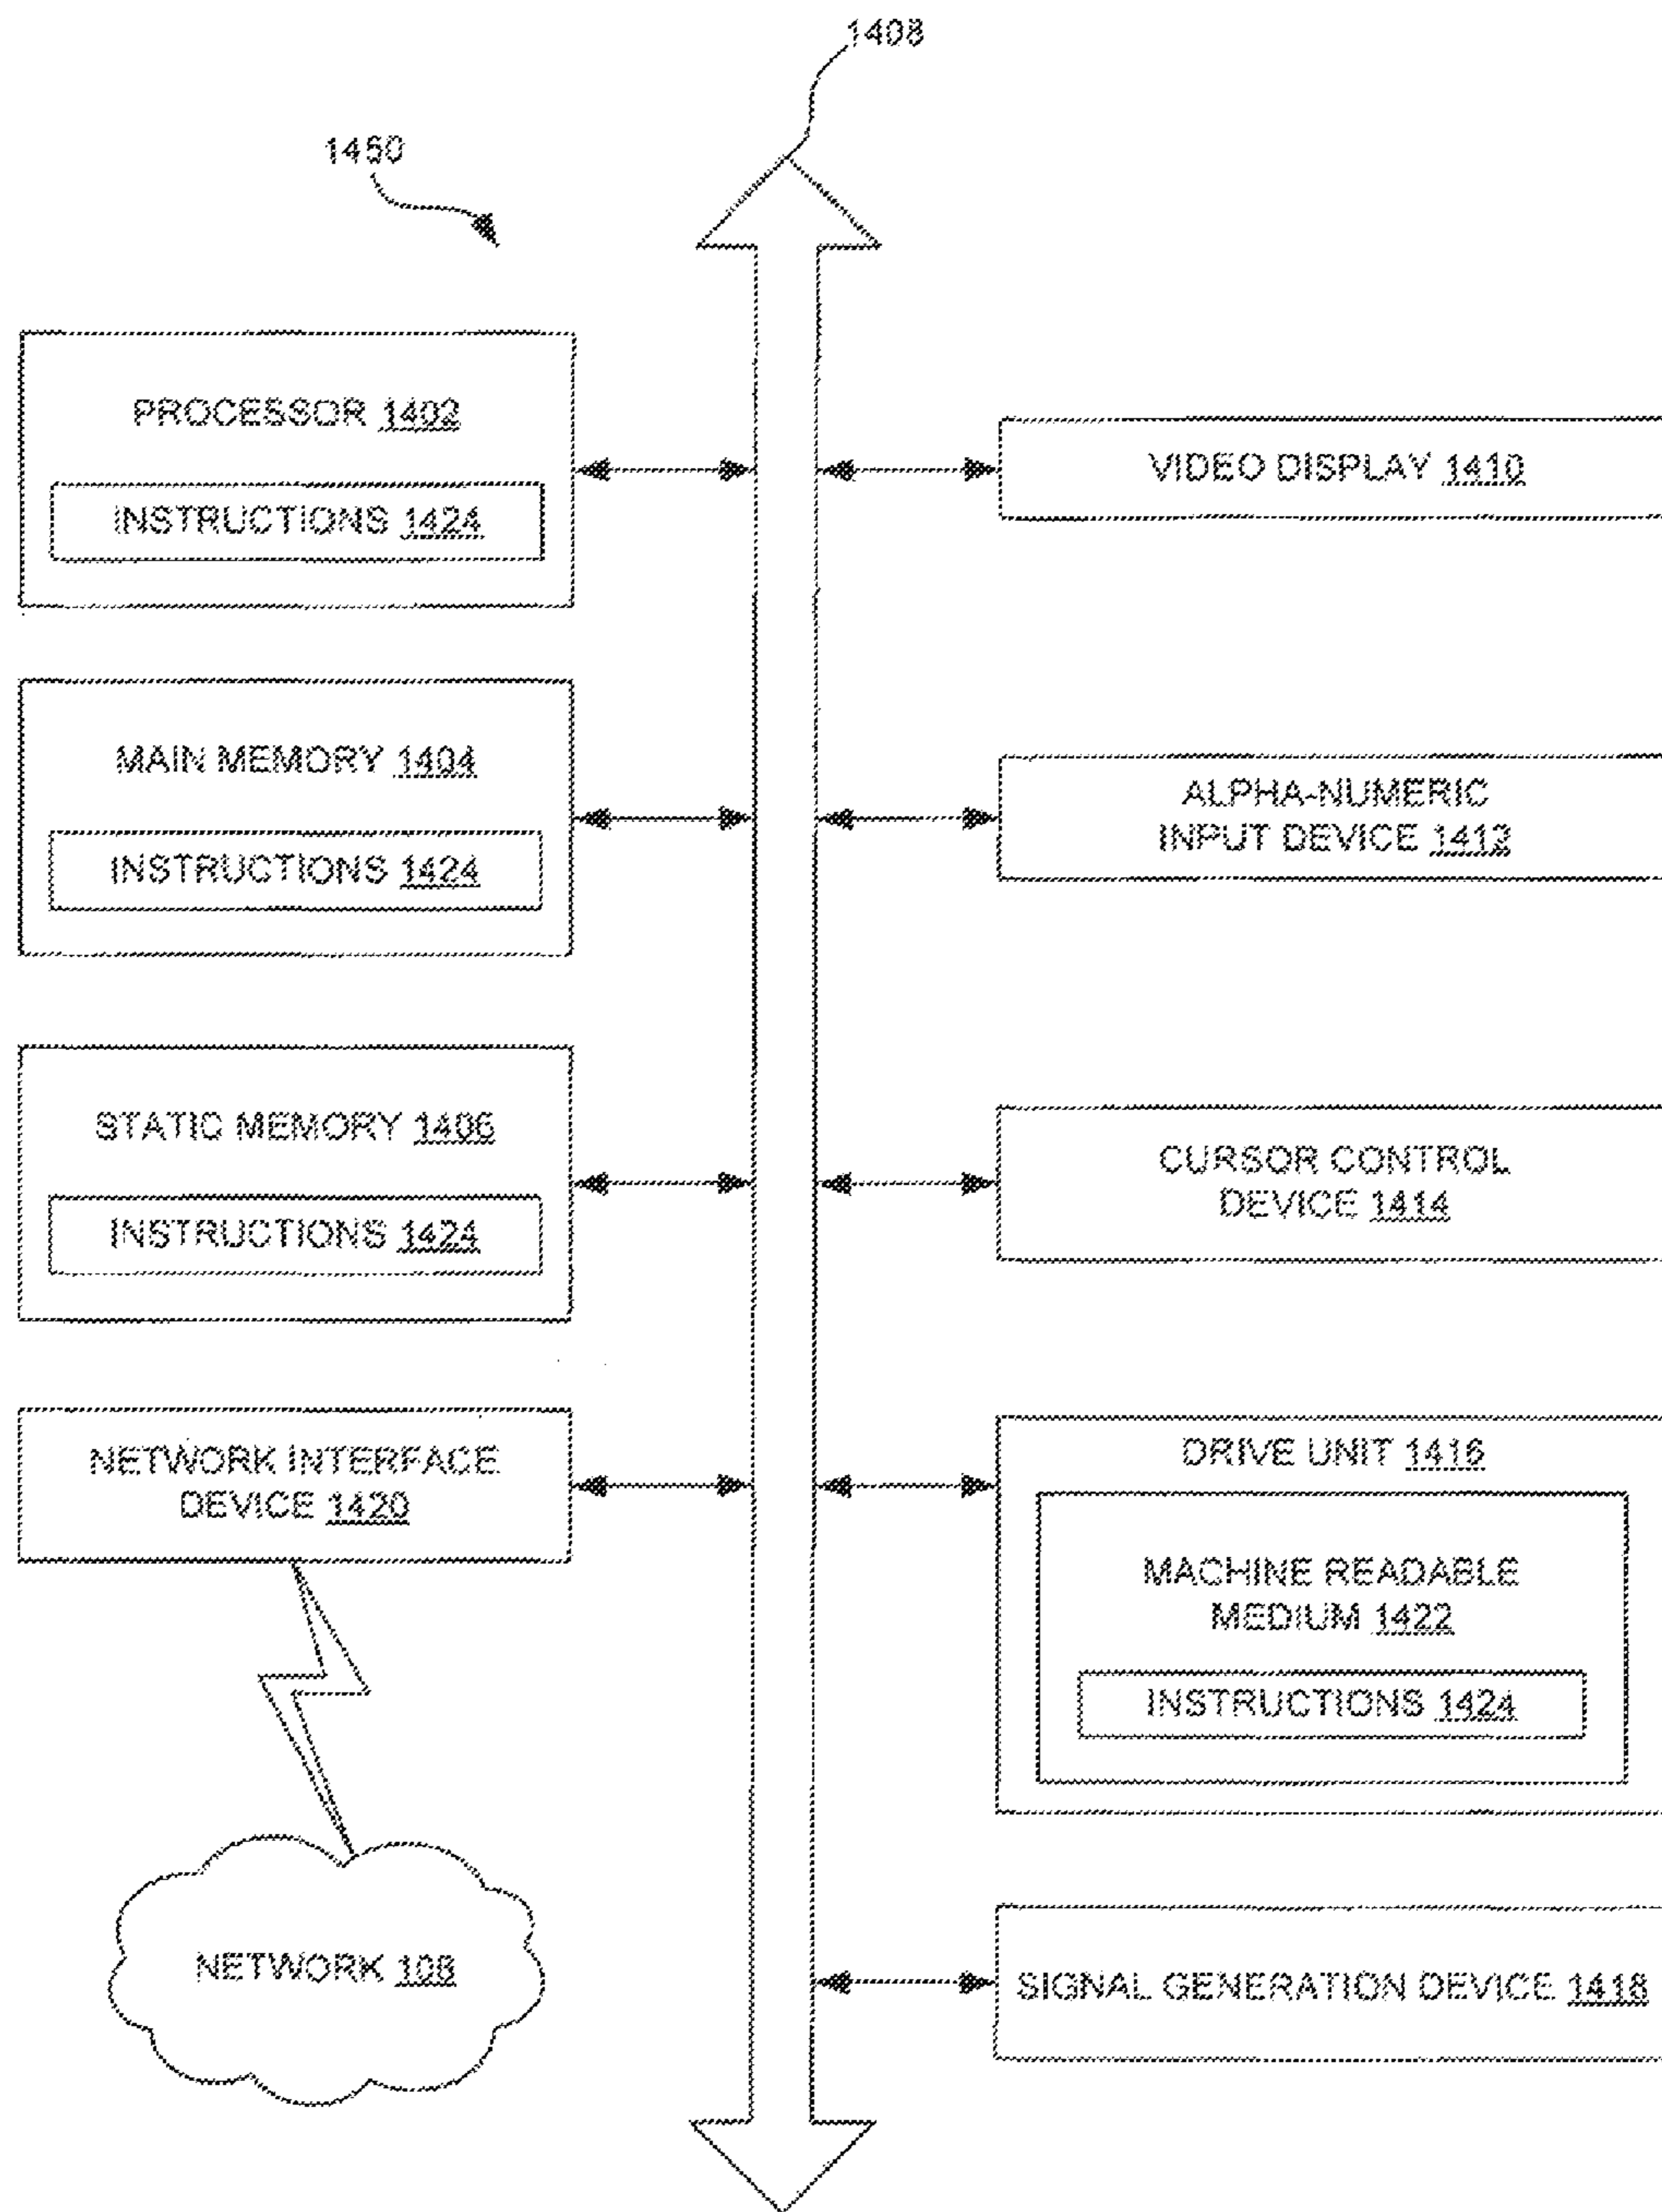 1408
1450
PROCESSOR 1402
INSTRUCTIONS 1424
MAIN MEMORY 1404
INSTRUCTIONS 1424
STATIC MEMORY 1406
INSTRUCTIONS 1424
NETWORK INTERFACE
DEVICE 1420
NETWORK 108
VIDEO DISPLAY 1410
ALPHA-NUMERIC
INPUT DEVICE 1412
CURSOR CONTROL
DEVICE 1414
DRIVE UNIT 1416
MACHINE READABLE
MEDIUM 1422
INSTRUCTIONS 1424
SIGNAL GENERATION DEVICE 1418